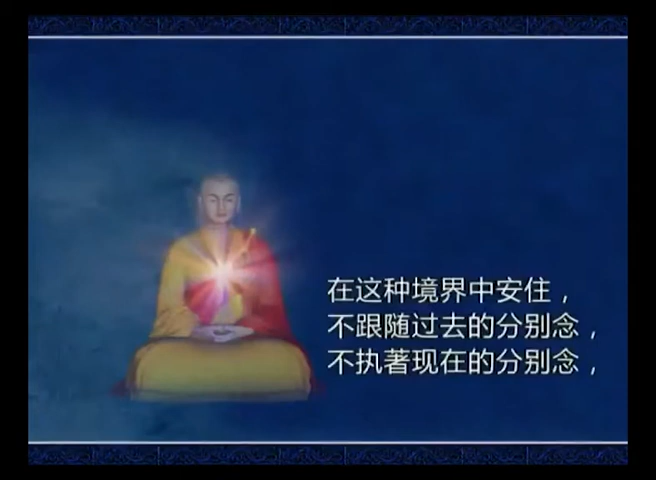 在这种境界中安住，
不跟随过去的分别念，
不执著现在的分别念，